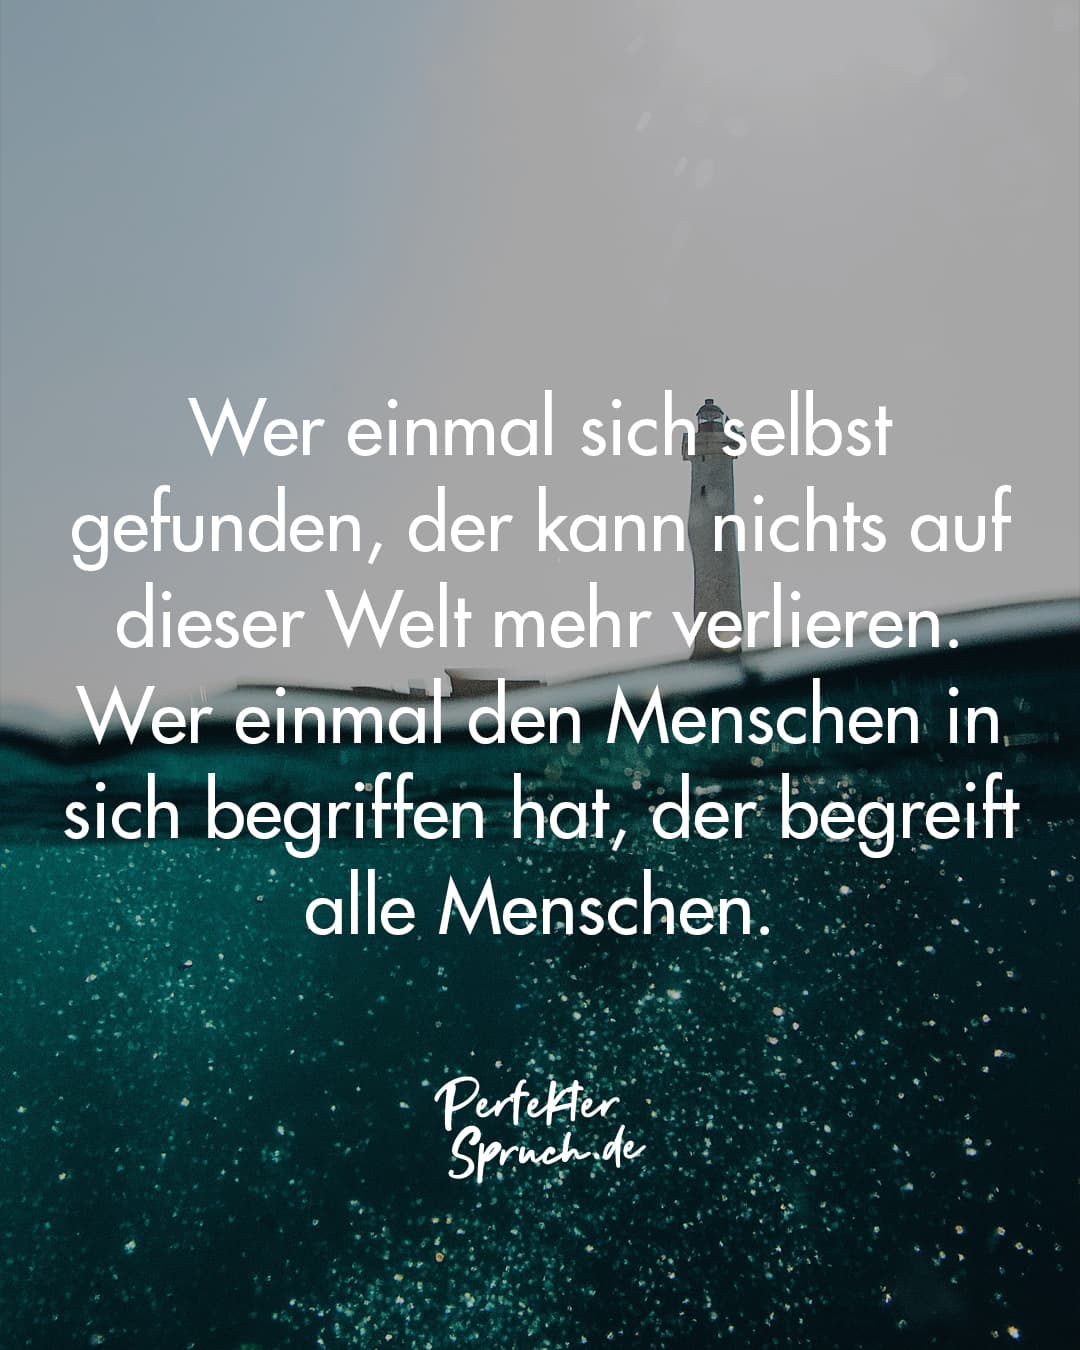 Wer einmal sich selbst
gefunden, der kann nichts auf
dieser Welt mehr verlieren.
Wer einmal den Menschen in
sich begriffen hat, der begreift
alle Menschen.
Perfekter
Spruch.de